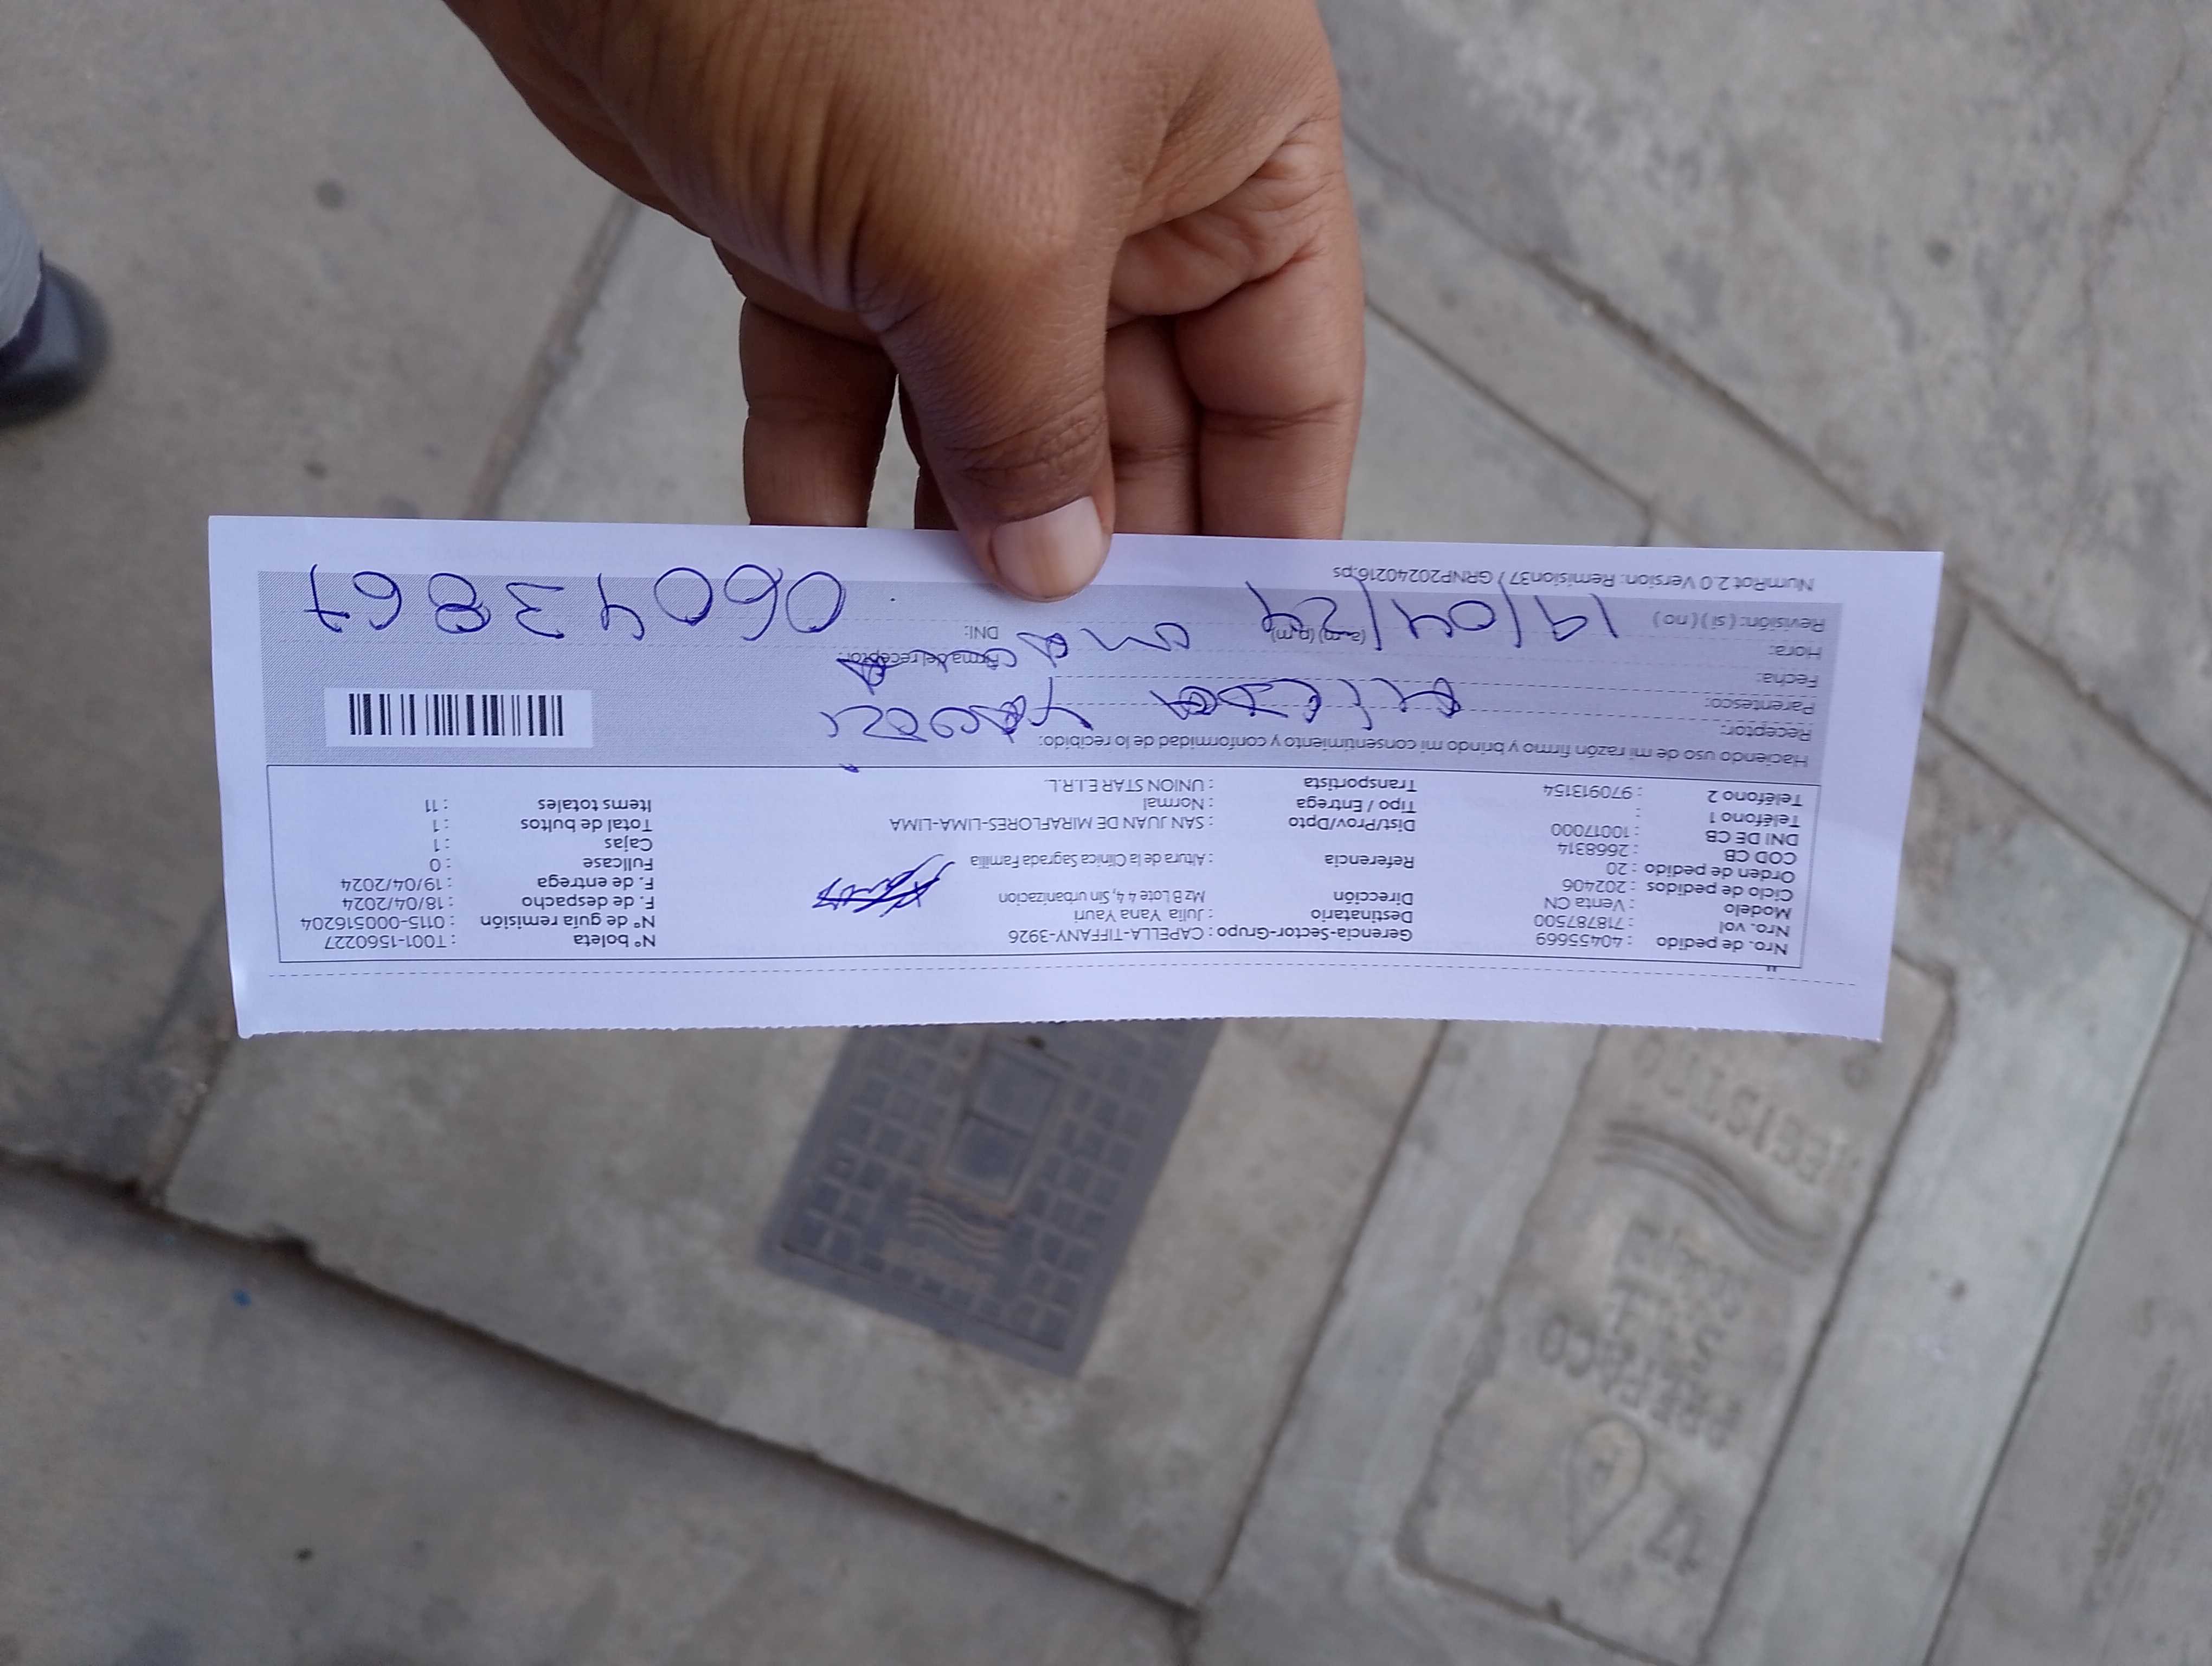 Nro. de pedido : 40455669 Gerencia-Sector-Grupo : CAPELLA-TIFFANY-3926 N° boleta : T001-1560227
Nro. vol : 718787500 Destinatario : Julia Yana Yauri N° de guía remisión : 0115-000516204
Modelo : Venta CN Dirección Mz B Lote 4 4, Sin urbanizacion F. de despacho : 18/04/2024
Ciclo de pedidos : 202406 F. de entrega : 19/04/2024
Orden de pedido : 20 Referencia : Altura de la Clinica Sagrada Familia Fullcase : 0
COD CB : 2668314 Cajas : 1
DNI DE CB : 10017000 Dist/Prov/Dpto : SAN JUAN DE MIRAFLORES-LIMA-LIMA Total de bultos : 1
Teléfono 1 : Tipo / Entrega : Normal Items totales : 11
Teléfono 2 : 970913154 Transportista : UNION STAR E.I.R.L.
Haciendo uso de mi razón firmo y brindo mi consentimiento y conformidad de lo recibido:
Receptor:
Parentesco:
Fecha: Firma del receptor:
Hora: (a.m) (p.m) DNI:
Revisión: ( si ) ( no ) 19/04/24 06043867
NumRot 2.0 Version: Remision37 / GRNP20240216.ps